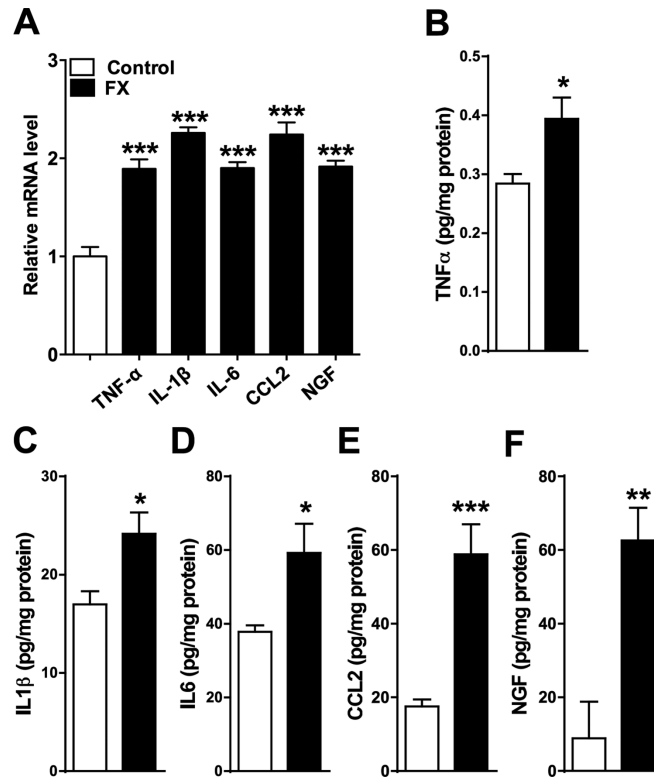 A
Relative mRNA level
3
2
1
0
Control
FX
***
***
***
***
***
TNF-α
IL-1β
IL-6
CCL2
NGF
B
TNFα (pg/mg protein)
0.5
0.4
0.3
0.2
0.1
0.0
*
C
IL1β (pg/mg protein)
30
20
10
0
*
D
IL6 (pg/mg protein)
80
60
40
20
0
*
E
CCL2 (pg/mg protein)
80
60
40
20
0
***
F
NGF (pg/mg protein)
80
60
40
20
0
**